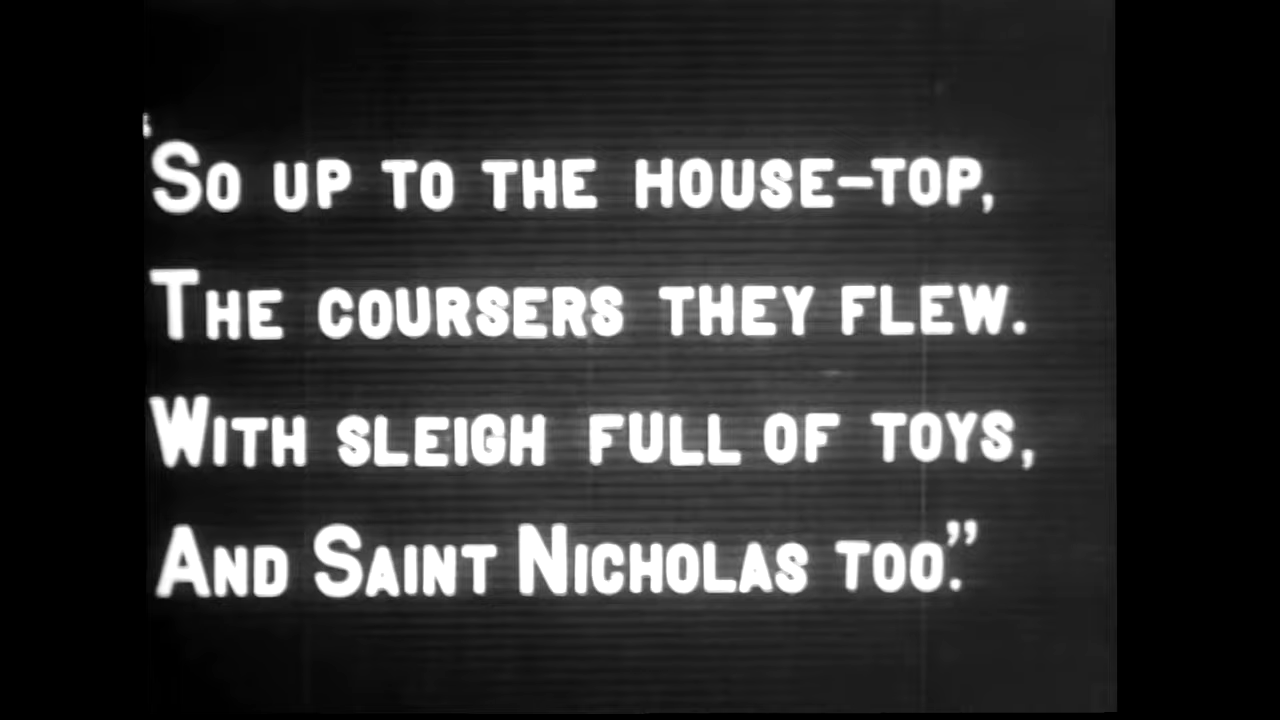 "So up to the house-top,
The coursers they flew.
With sleigh full of toys,
And Saint Nicholas too."